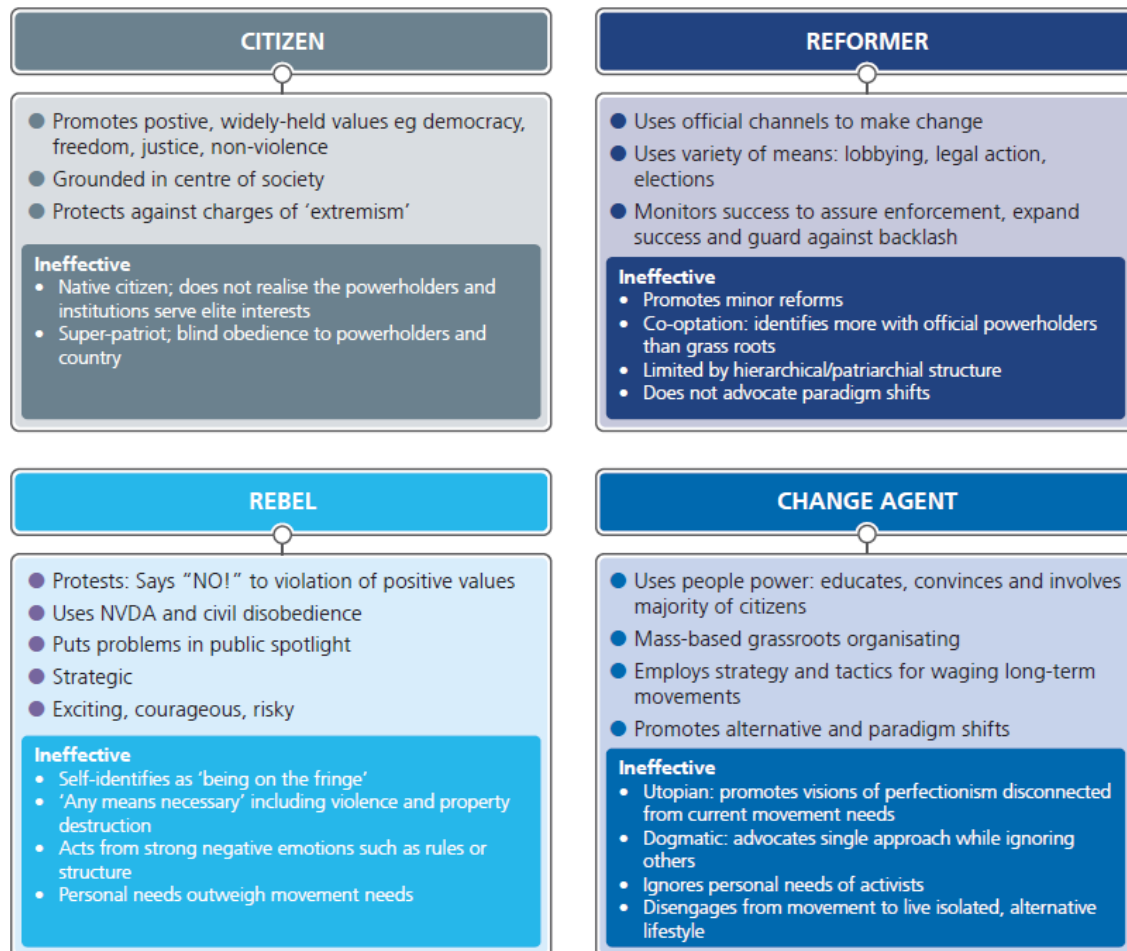 CITIZEN
Promotes postive, widely-held values eg democracy,
freedom, justice, non-violence
Grounded in centre of society
Protects against charges of ‘extremism’
Ineffective
• Native citizen; does not realise the powerholders and
institutions serve elite interests
• Super-patriot; blind obedience to powerholders and
country
REFORMER
Uses official channels to make change
Uses variety of means: lobbying, legal action,
elections
Monitors success to assure enforcement, expand
success and guard against backlash
Ineffective
• Promotes minor reforms
• Co-optation: identifies more with official powerholders
than grass roots
• Limited by hierarchical/patriarchial structure
• Does not advocate paradigm shifts
REBEL
Protests: Says “NO!” to violation of positive values
Uses NVDA and civil disobedience
Puts problems in public spotlight
Strategic
Exciting, courageous, risky
Ineffective
• Self-identifies as ‘being on the fringe’
• ‘Any means necessary’ including violence and property
destruction
• Acts from strong negative emotions such as rules or
structure
• Personal needs outweigh movement needs
CHANGE AGENT
Uses people power: educates, convinces and involves
majority of citizens
Mass-based grassroots organisating
Employs strategy and tactics for waging long-term
movements
Promotes alternative and paradigm shifts
Ineffective
• Utopian: promotes visions of perfectionism disconnected
from current movement needs
• Dogmatic: advocates single approach while ignoring
others
• Ignores personal needs of activists
• Disengages from movement to live isolated, alternative
lifestyle